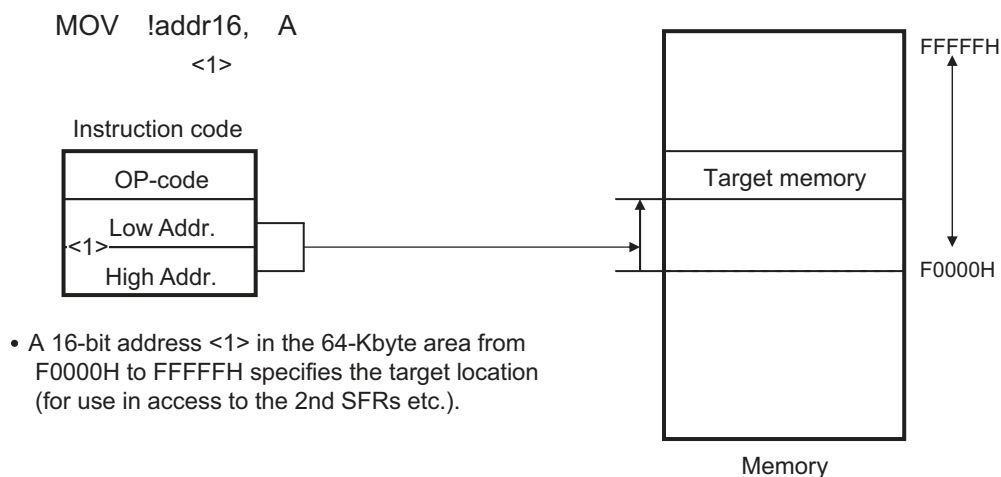 MOV !addr16, A
<1>
Instruction code
OP-code
Low Addr.
<1>
High Addr.
• A 16-bit address <1> in the 64-Kbyte area from
F0000H to FFFFFH specifies the target location
(for use in access to the 2nd SFRs etc.).
FFFFFH
Target memory
F0000H
Memory